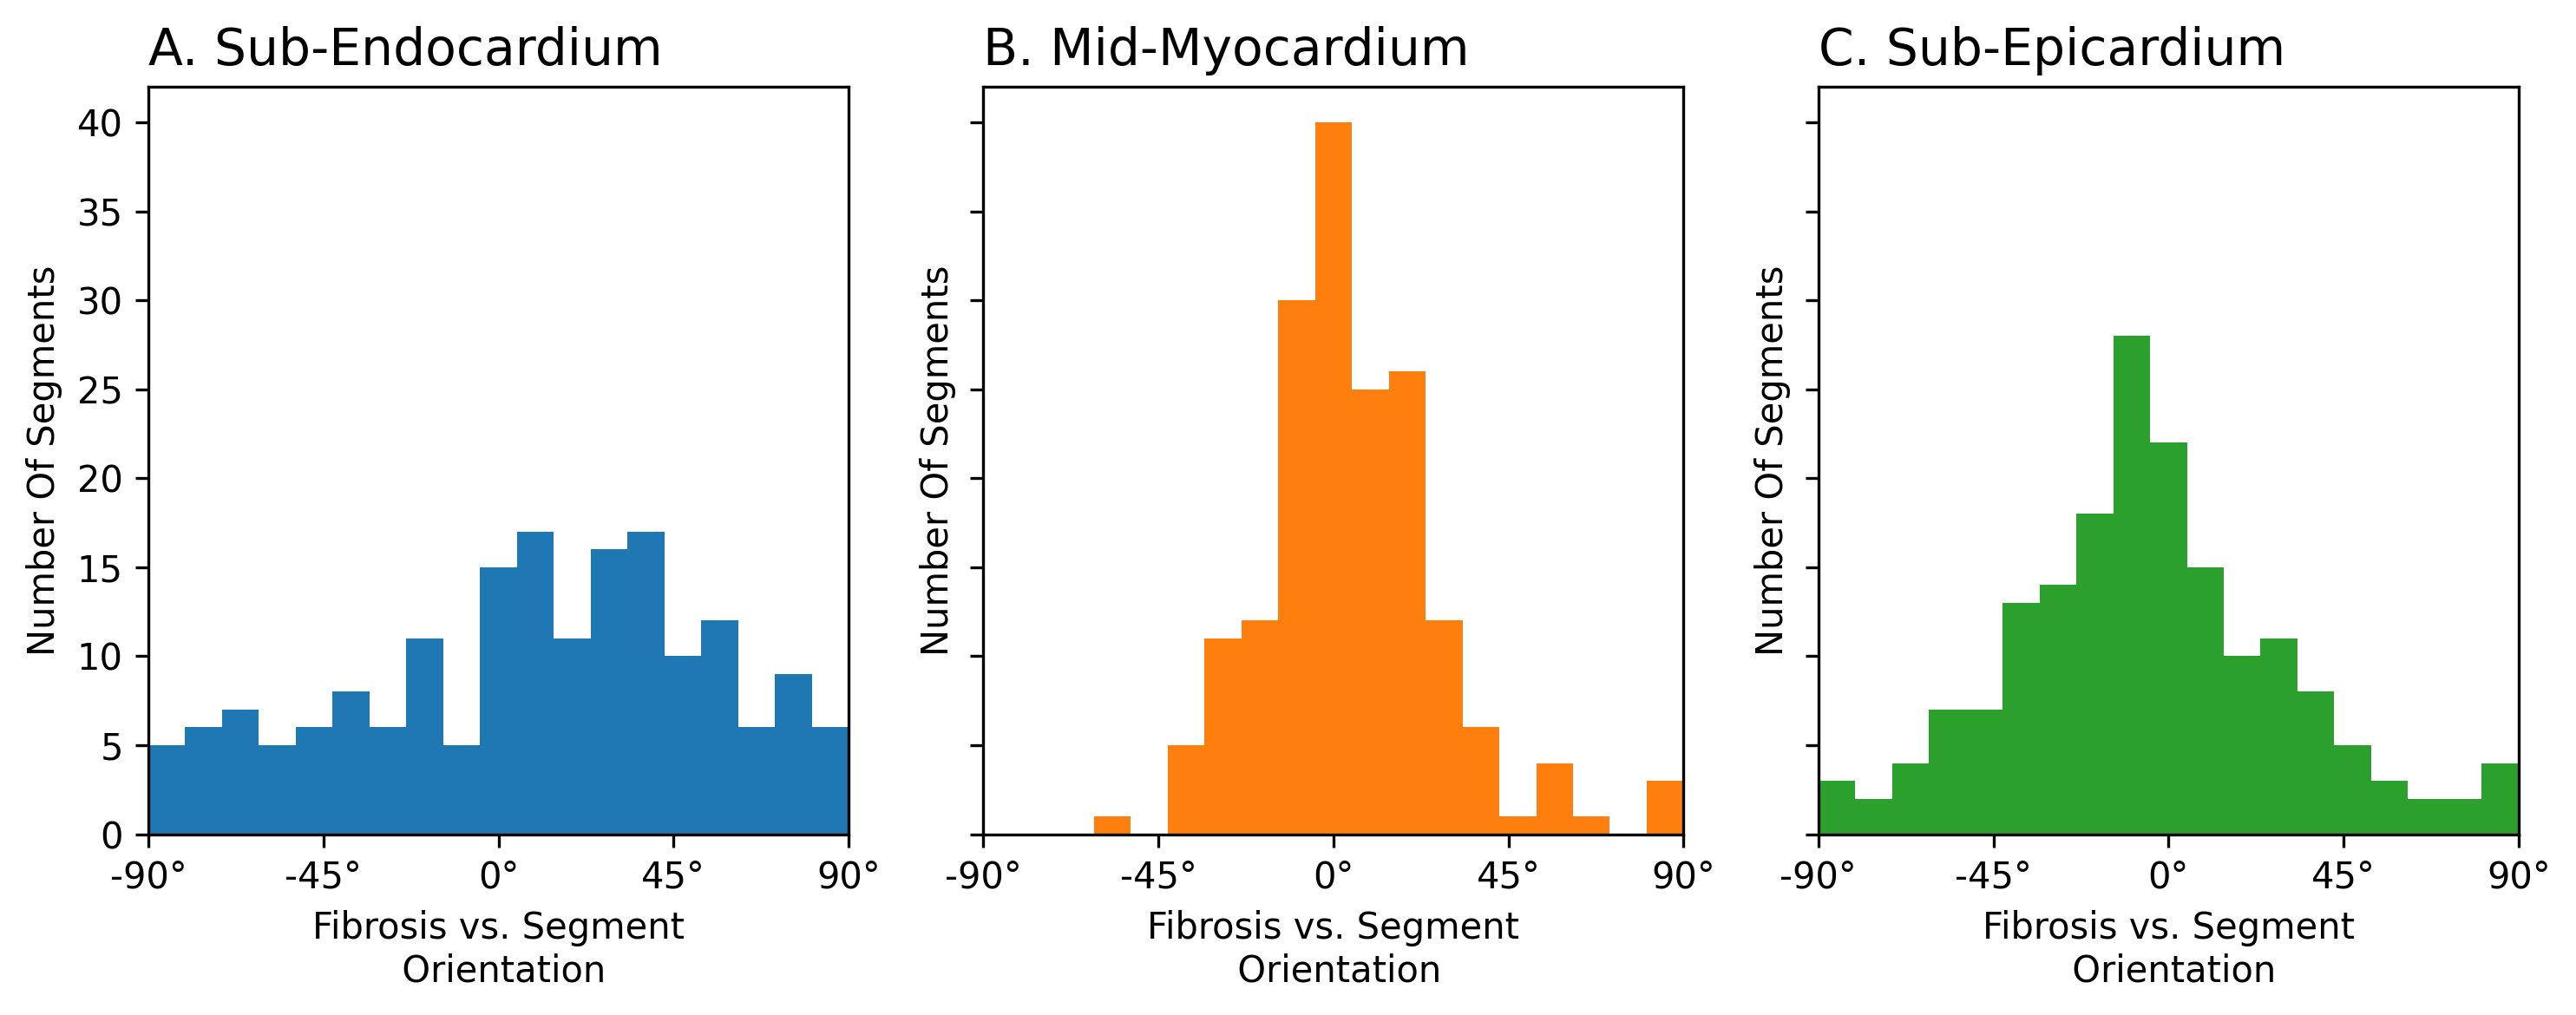 A. Sub-Endocardium
B. Mid-Myocardium
C. Sub-Epicardium
Number Of Segments
40
35
30
25
20
15
10
5
0
-90°
-45°
0°
45°
90°
Fibrosis vs. Segment
Orientation
Number Of Segments
-90°
-45°
0°
45°
90°
Fibrosis vs. Segment
Orientation
Number Of Segments
-90°
-45°
0°
45°
90°
Fibrosis vs. Segment
Orientation